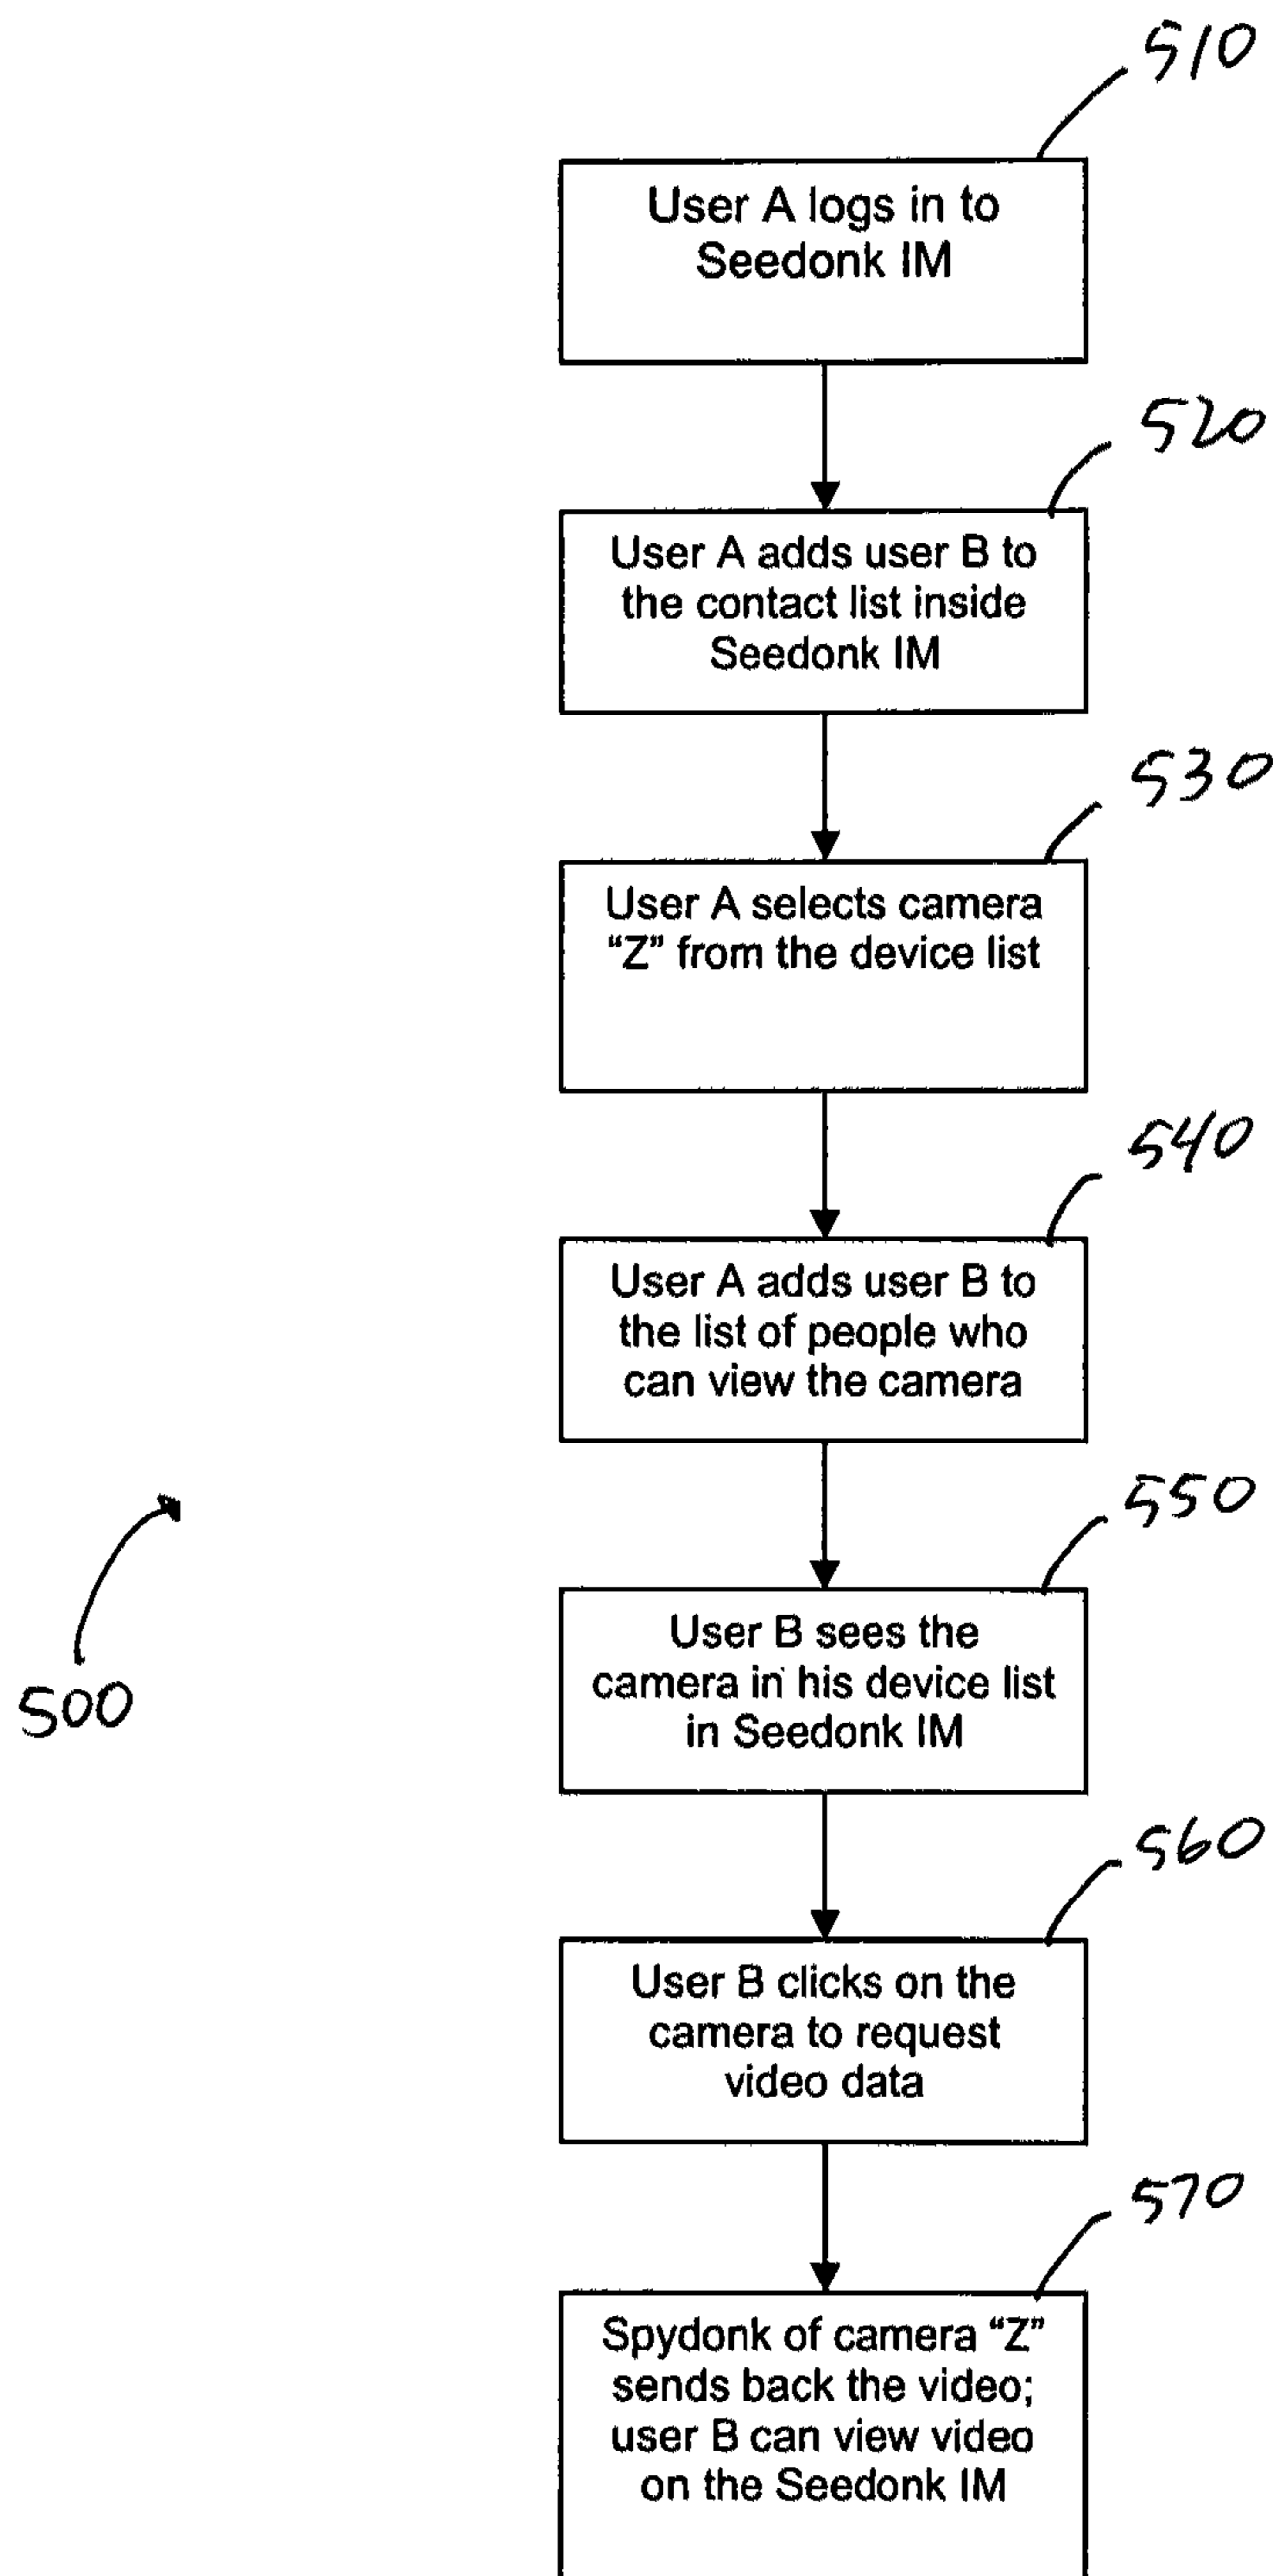 510
User A logs in to
Seedonk IM
520
User A adds user B to
the contact list inside
Seedonk IM
530
User A selects camera
“Z” from the device list
540
User A adds user B to
the list of people who
can view the camera
550
User B sees the
camera in his device list
in Seedonk IM
500
560
User B clicks on the
camera to request
video data
570
Spydonk of camera “Z”
sends back the video;
user B can view video
on the Seedonk IM